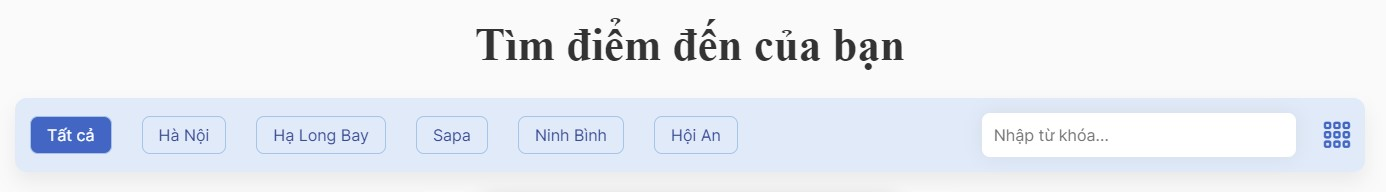 Tìm điểm đến của bạn
Tất cả Hà Nội Hạ Long Bay Sapa Ninh Bình Hội An Nhập từ khóa...